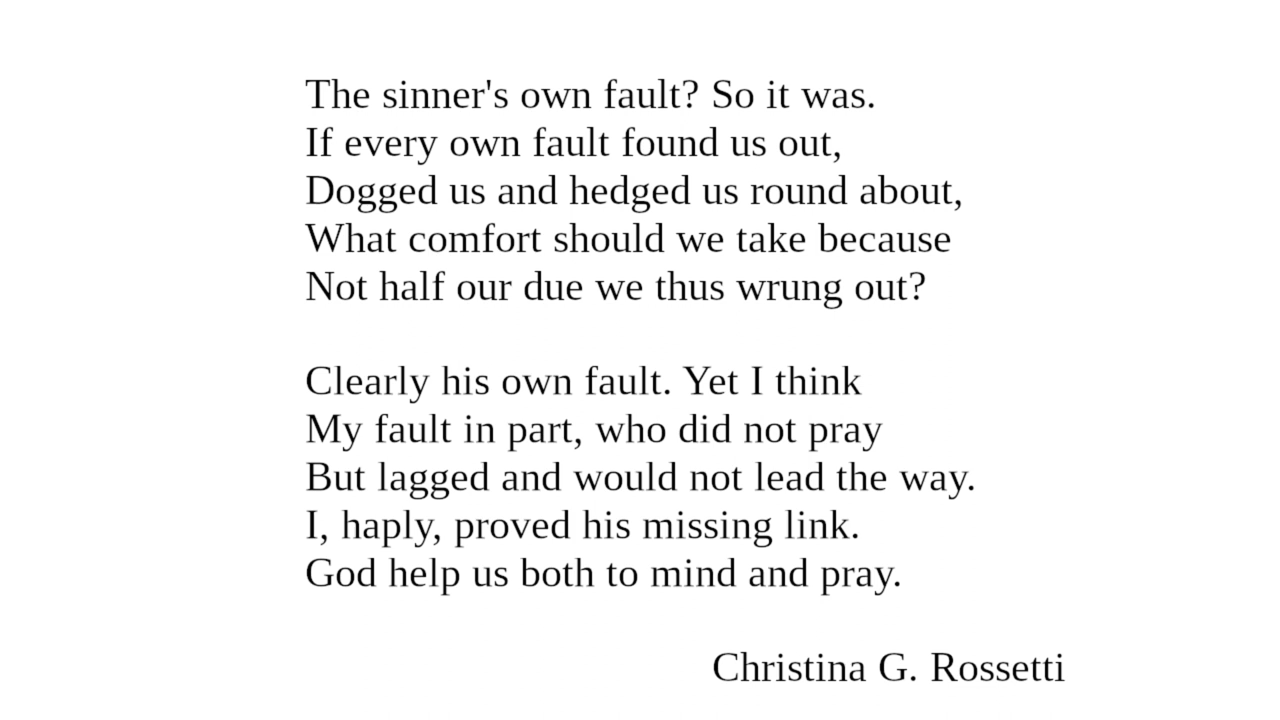 The sinner's own fault? So it was.
If every own fault found us out,
Dogged us and hedged us round about,
What comfort should we take because
Not half our due we thus wrung out?

Clearly his own fault. Yet I think
My fault in part, who did not pray
But lagged and would not lead the way.
I, haply, proved his missing link.
God help us both to mind and pray.

Christina G. Rossetti